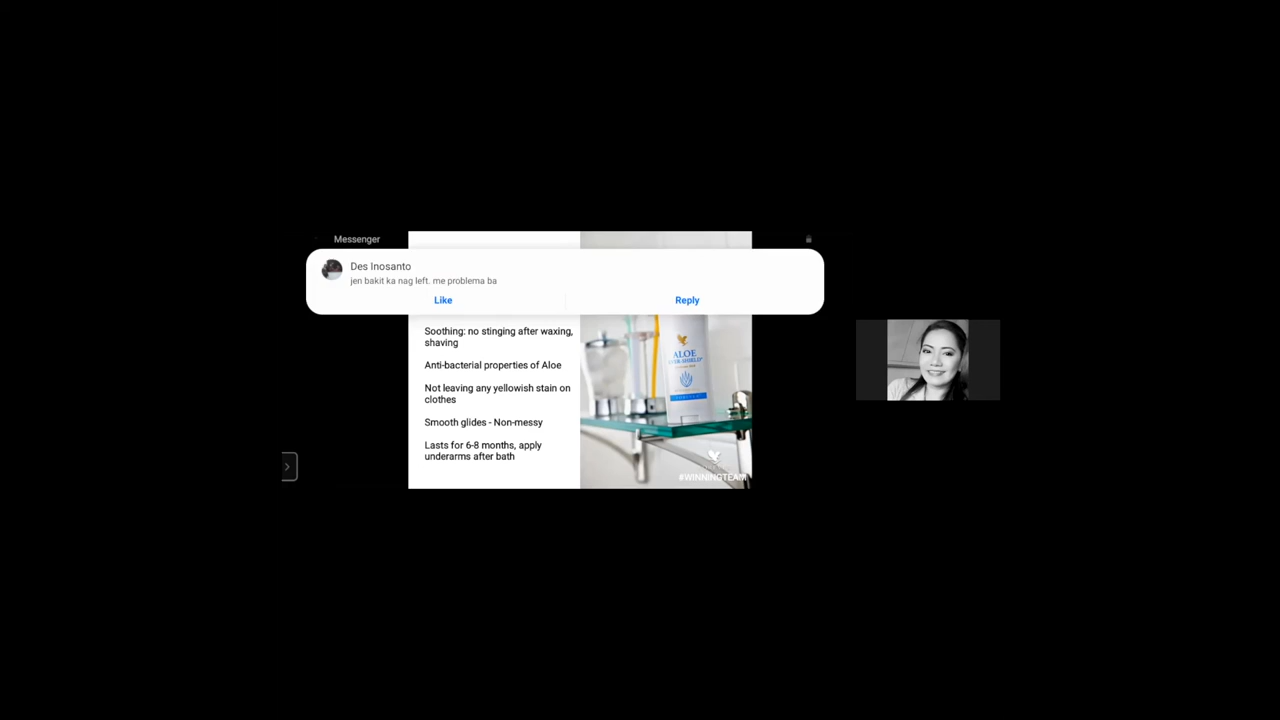 Messenger
Des Inosanto
jen bakit ka nag left. me problema ba
Like
Reply
Soothing: no stinging after waxing,
shaving
Anti-bacterial properties of Aloe
Not leaving any yellowish stain on
clothes
Smooth glides - Non-messy
Lasts for 6-8 months, apply
underarms after bath
ALOE
EVER-SHIELD
#WINNINGTEAM